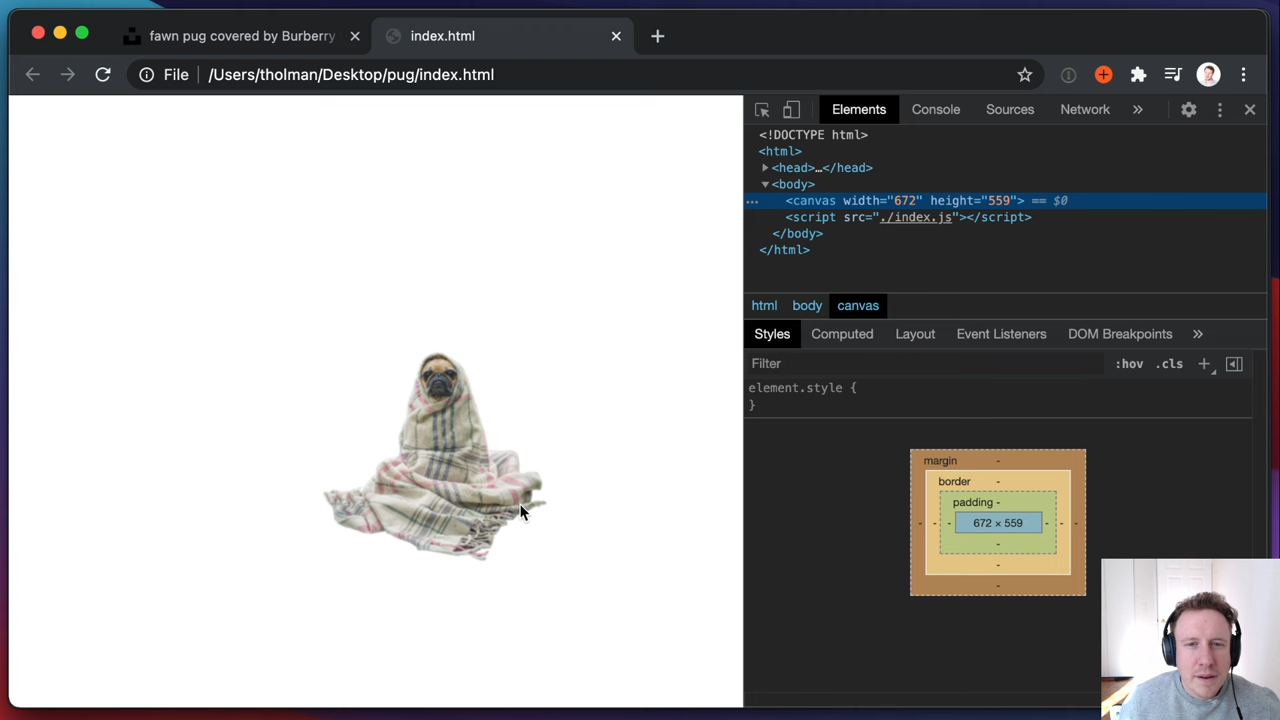 fawn pug covered by Burberry
index.html
File /Users/tholman/Desktop/pug/index.html
Elements Console Sources Network »
<!DOCTYPE html>
<html>
<head>…</head>
<body>
<canvas width="672" height="559"> == $0
<script src="./index.js"></script>
</body>
</html>
html body canvas
Styles Computed Layout Event Listeners DOM Breakpoints »
Filter :hov .cls
element.style {
}
margin -
border -
padding -
- - - 672 × 559 - - -
-
-
-